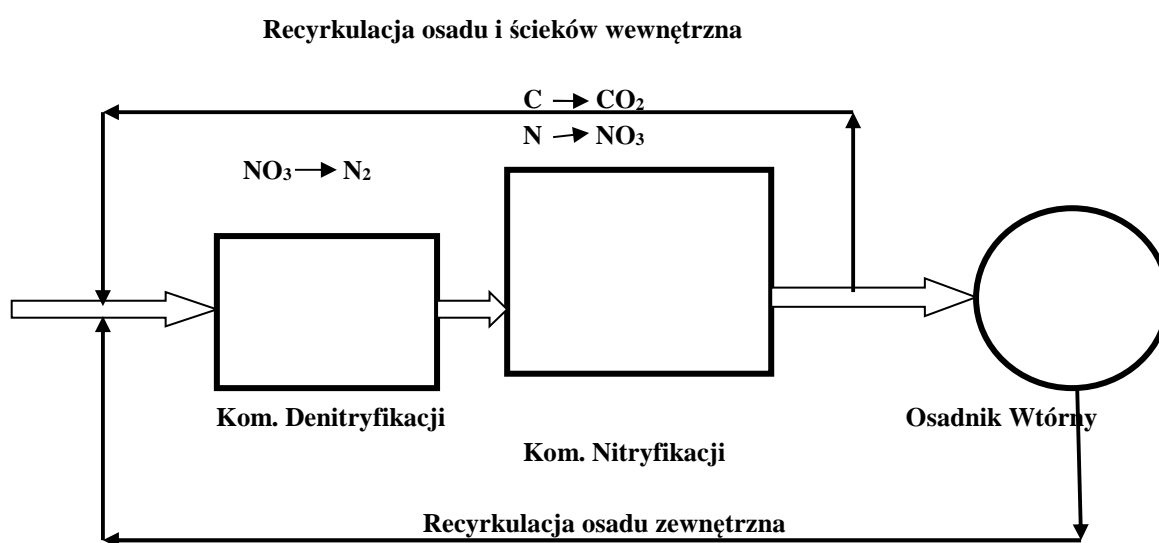 Recyrkulacja osadu i ścieków wewnętrzna
C → CO₂
N → NO₃
NO₃ → N₂
Kom. Denitryfikacji
Osadnik Wtórny
Kom. Nitryfikacji
Recyrkulacja osadu zewnętrzna